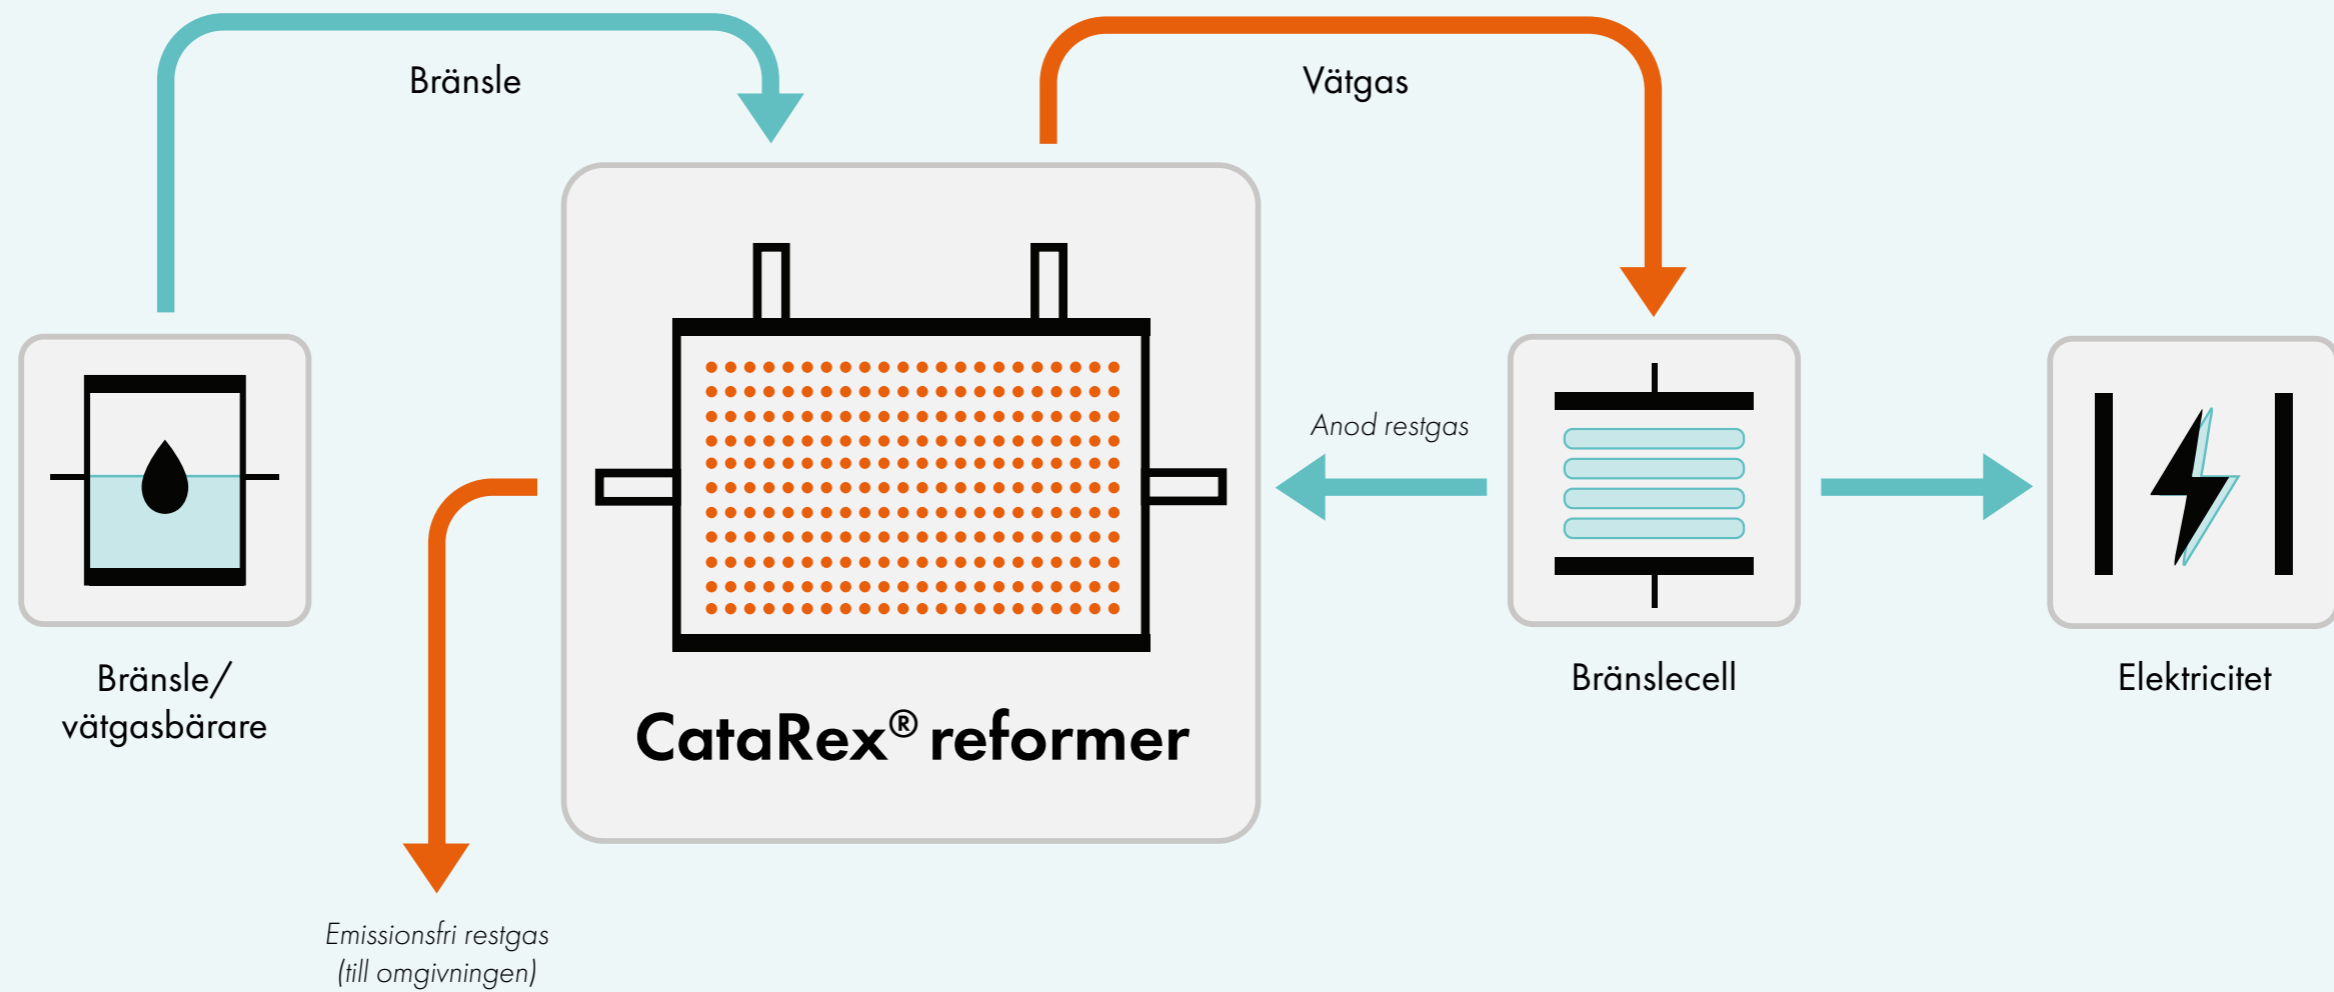 Bränsle
Vätgas
Anod restgas
Bränsle/
vätgasbärare
CataRex® reformer
Bränslecell
Elektricitet
Emissionsfri restgas
(till omgivningen)